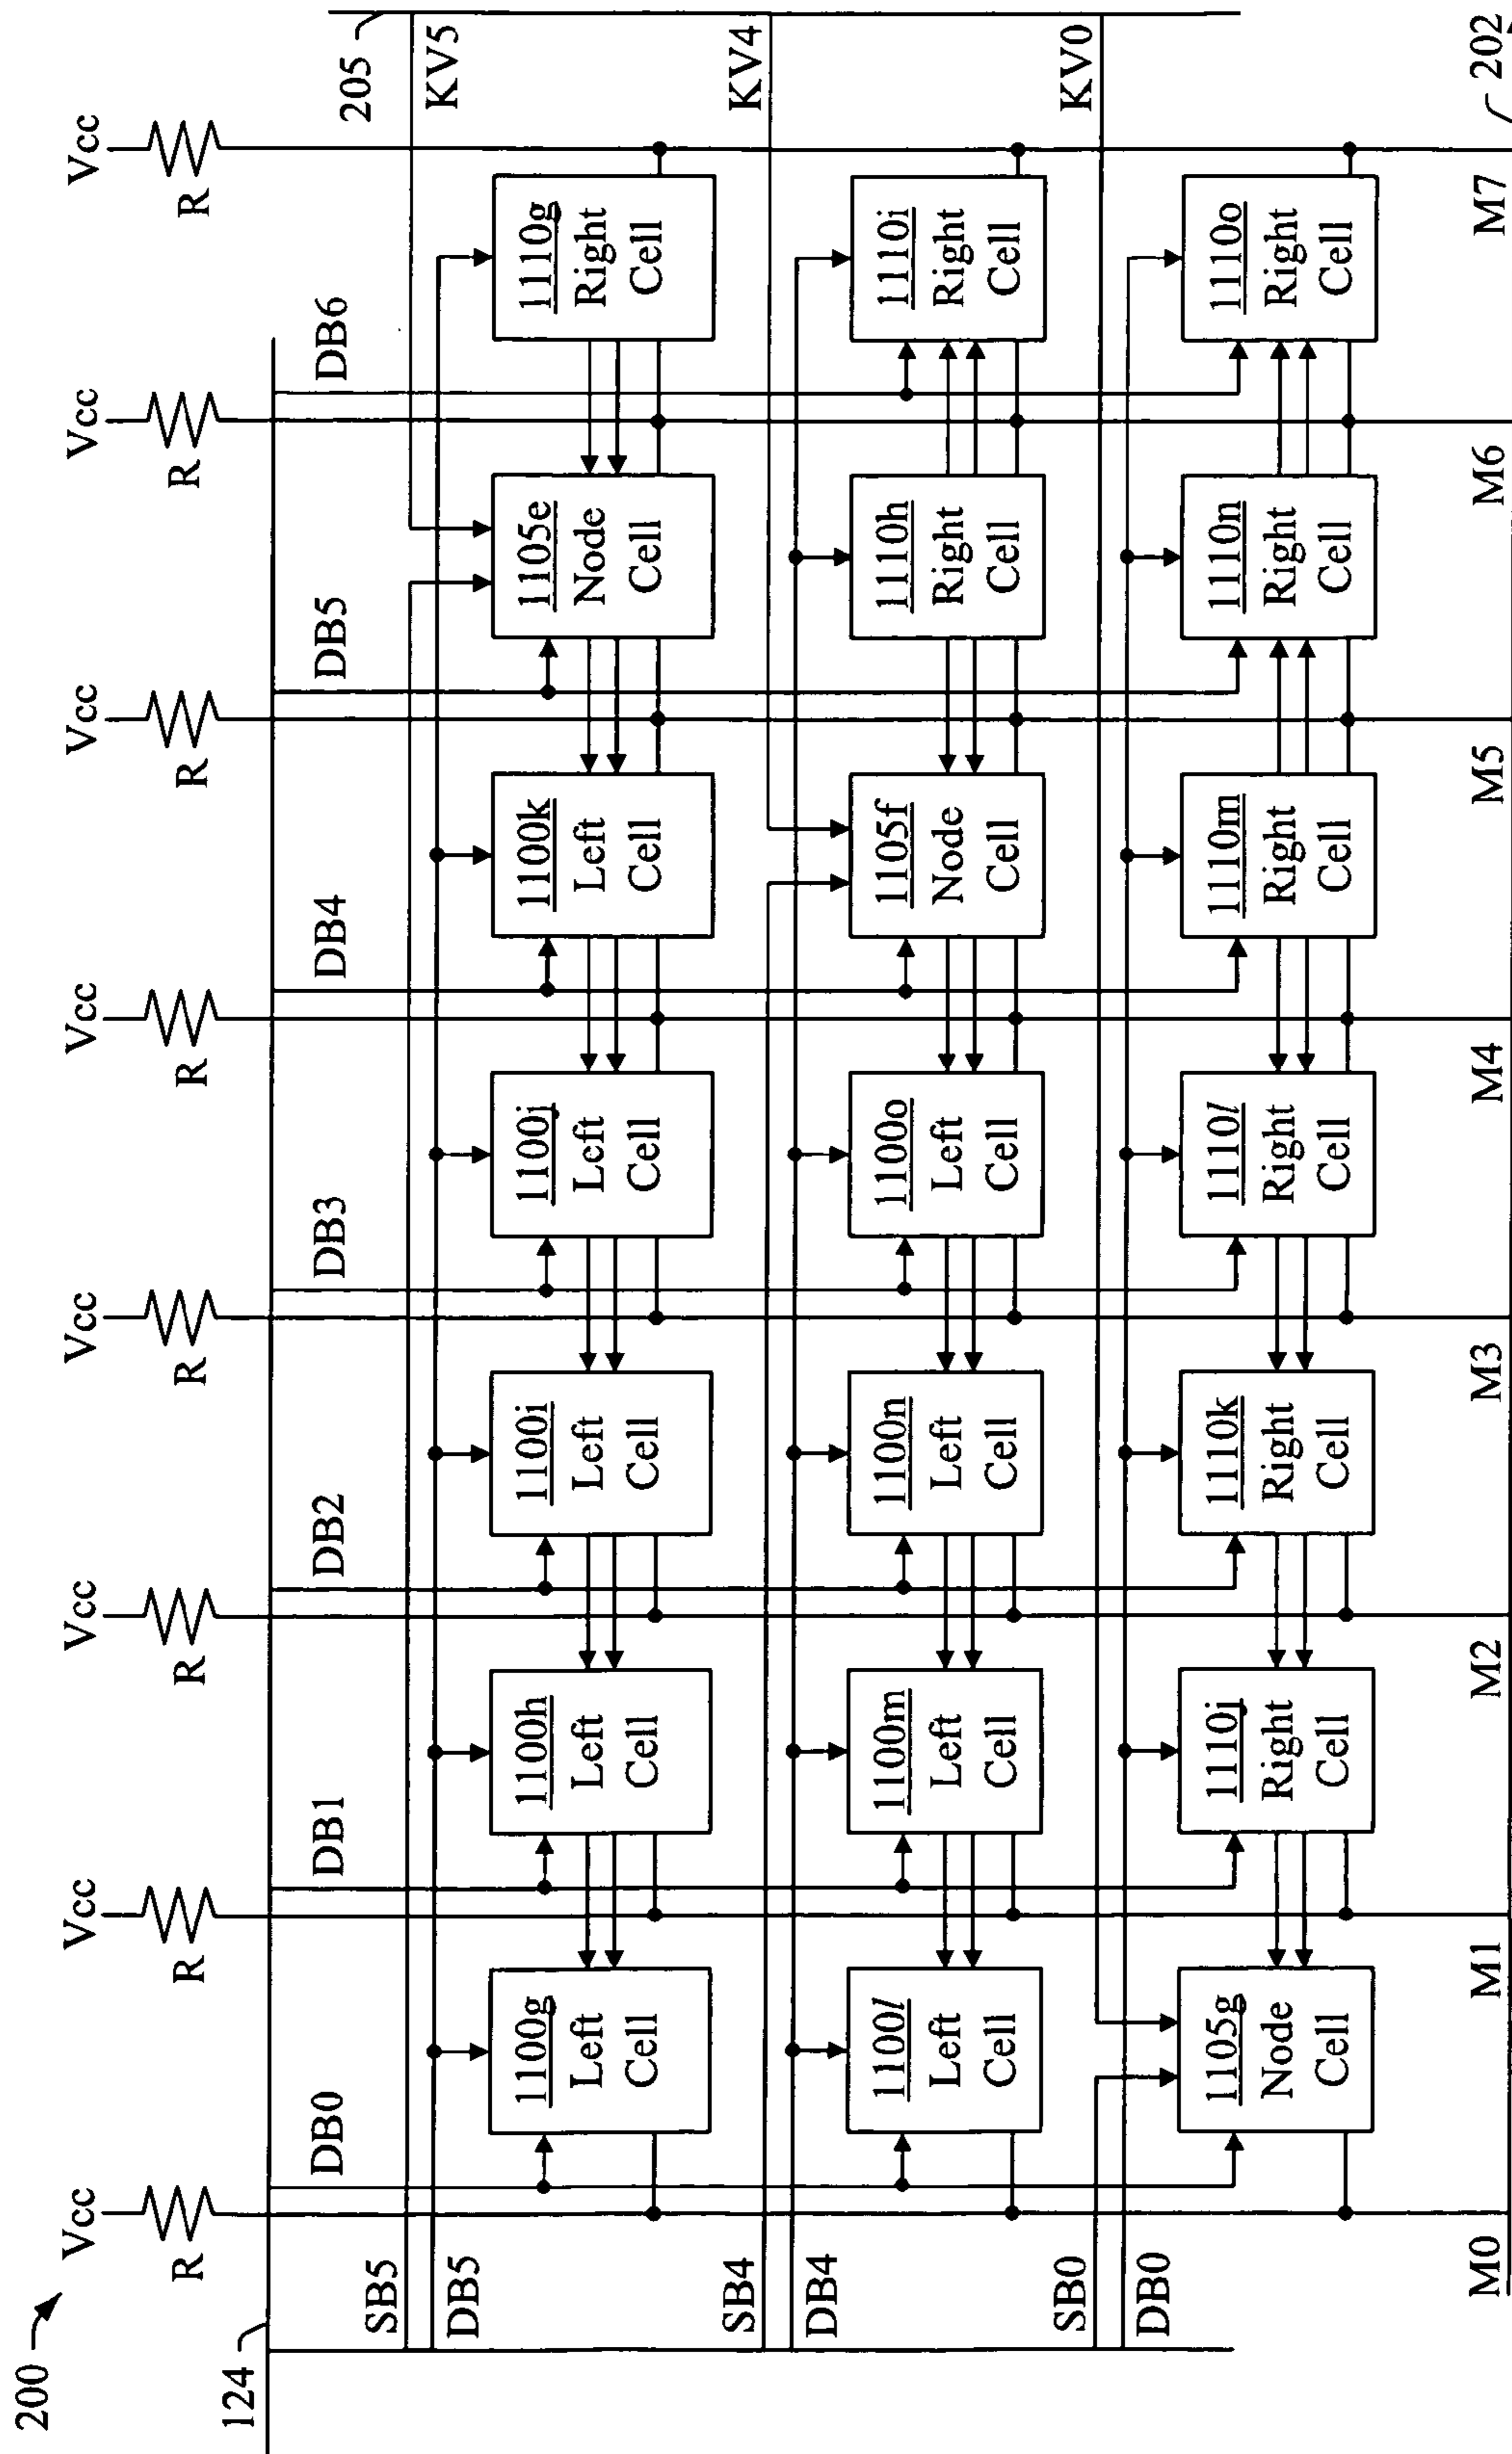 200
124
205
202
Vcc
Vcc
Vcc
Vcc
Vcc
Vcc
Vcc
Vcc
R
R
R
R
R
R
R
R
DB0
DB1
DB2
DB3
DB4
DB5
DB6
SB5
KV5
DB5
1100g
Left
Cell
1100h
Left
Cell
1100i
Left
Cell
1100j
Left
Cell
1100k
Left
Cell
1105e
Node
Cell
1110g
Right
Cell
SB4
KV4
DB4
1100l
Left
Cell
1100m
Left
Cell
1100n
Left
Cell
1100o
Left
Cell
1105f
Node
Cell
1110h
Right
Cell
1110i
Right
Cell
SB0
KV0
DB0
1105g
Node
Cell
1110j
Right
Cell
1110k
Right
Cell
1110l
Right
Cell
1110m
Right
Cell
1110n
Right
Cell
1110o
Right
Cell
M0
M1
M2
M3
M4
M5
M6
M7